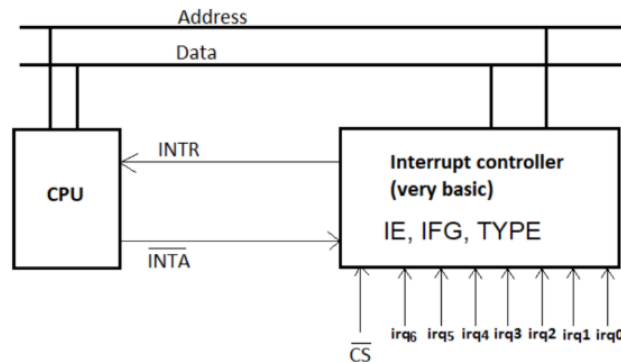 Address
Data
INTR
CPU
INTA
Interrupt controller
(very basic)
IE, IFG, TYPE
CS
irq6 irq5 irq4 irq3 irq2 irq1 irq0